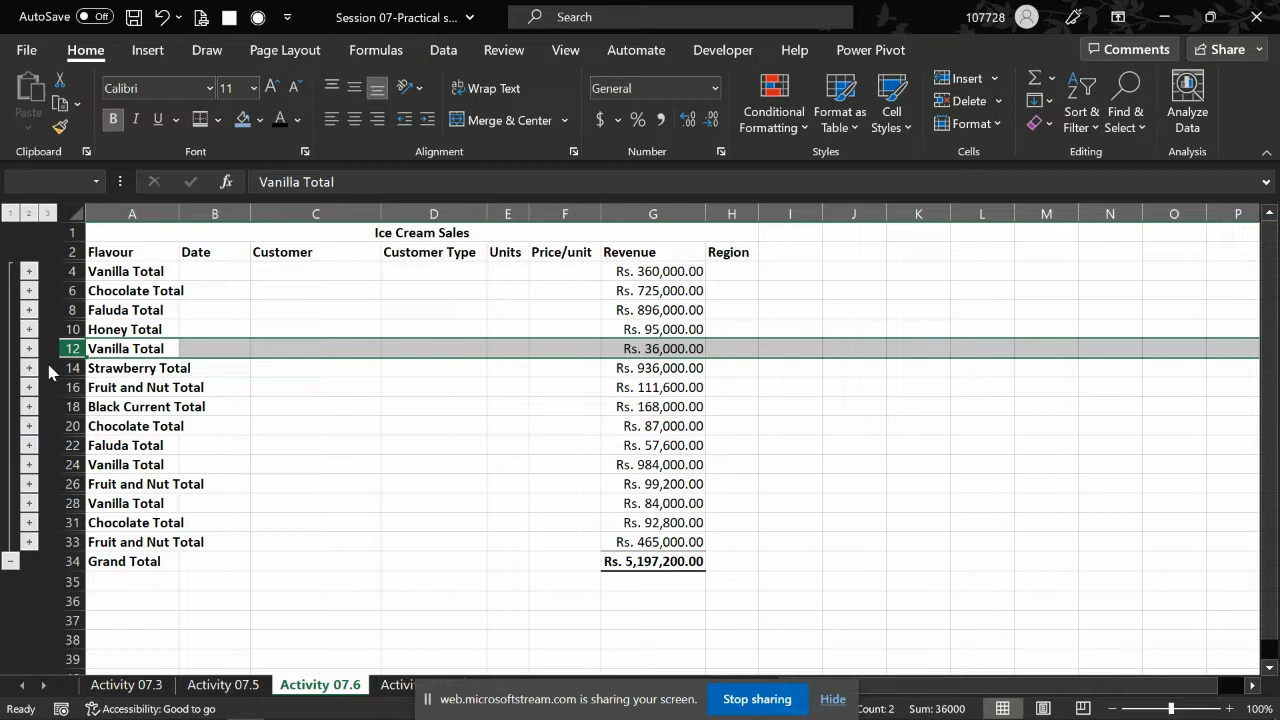 AutoSave Off Session 07-Practical s... Search 107728
File Home Insert Draw Page Layout Formulas Data Review View Automate Developer Help Power Pivot Comments Share
Paste Calibri 11 Wrap Text General Conditional Formatting Format as Table Cell Styles Insert Sort & Filter Find & Select Analyze Data
B I U A Merge & Center $ % Delete
Format
Clipboard Font Alignment Number Styles Cells Editing Analysis
fx Vanilla Total
1 2 3 A B C D E F G H I J K L M N O P
1 Ice Cream Sales
2 Flavour Date Customer Customer Type Units Price/unit Revenue Region
4 Vanilla Total Rs. 360,000.00
6 Chocolate Total Rs. 725,000.00
8 Faluda Total Rs. 896,000.00
10 Honey Total Rs. 95,000.00
12 Vanilla Total Rs. 36,000.00
14 Strawberry Total Rs. 936,000.00
16 Fruit and Nut Total Rs. 111,600.00
18 Black Current Total Rs. 168,000.00
20 Chocolate Total Rs. 87,000.00
22 Faluda Total Rs. 57,600.00
24 Vanilla Total Rs. 984,000.00
26 Fruit and Nut Total Rs. 99,200.00
28 Vanilla Total Rs. 84,000.00
31 Chocolate Total Rs. 92,800.00
33 Fruit and Nut Total Rs. 465,000.00
34 Grand Total Rs. 5,197,200.00
35
36
37
38
39
Activity 07.3 Activity 07.5 Activity 07.6
Ready Accessibility: Good to go web.microsoftstream.com is sharing your screen. Stop sharing Hide Count: 2 Sum: 36000 100%